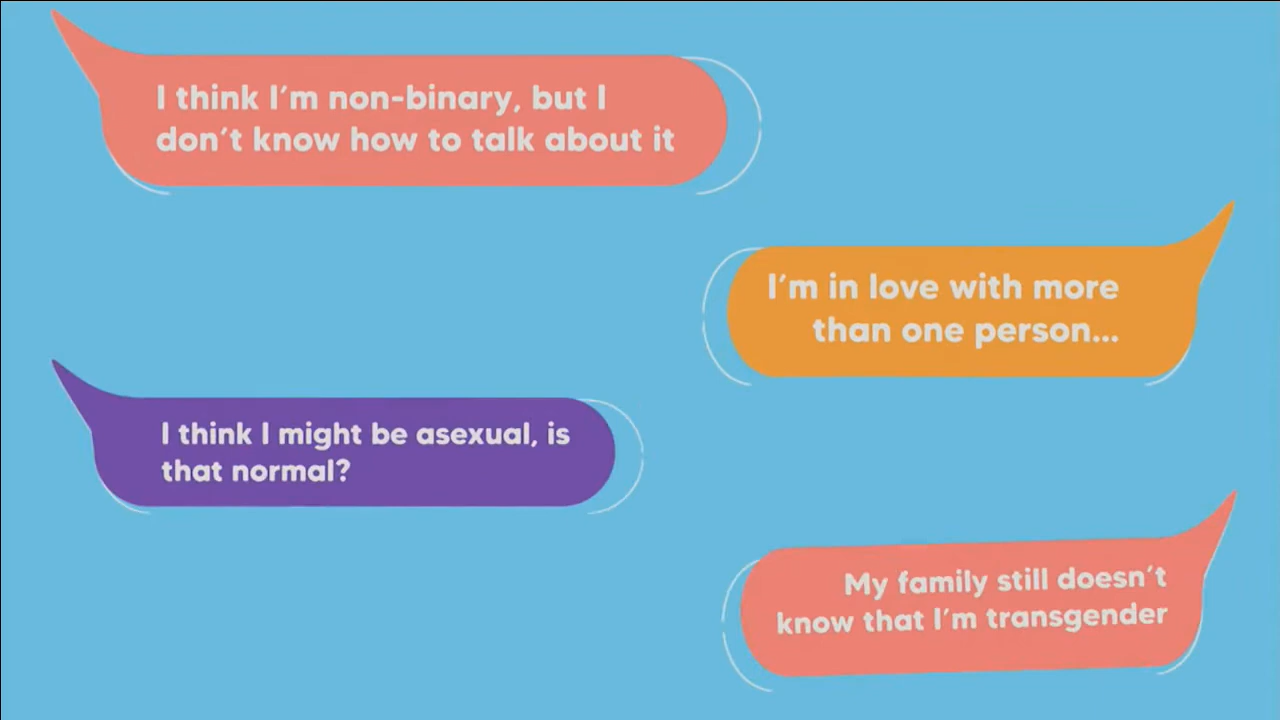 I think I'm non-binary, but I
don't know how to talk about it
I'm in love with more
than one person...
I think I might be asexual, is
that normal?
My family still doesn't
know that I'm transgender